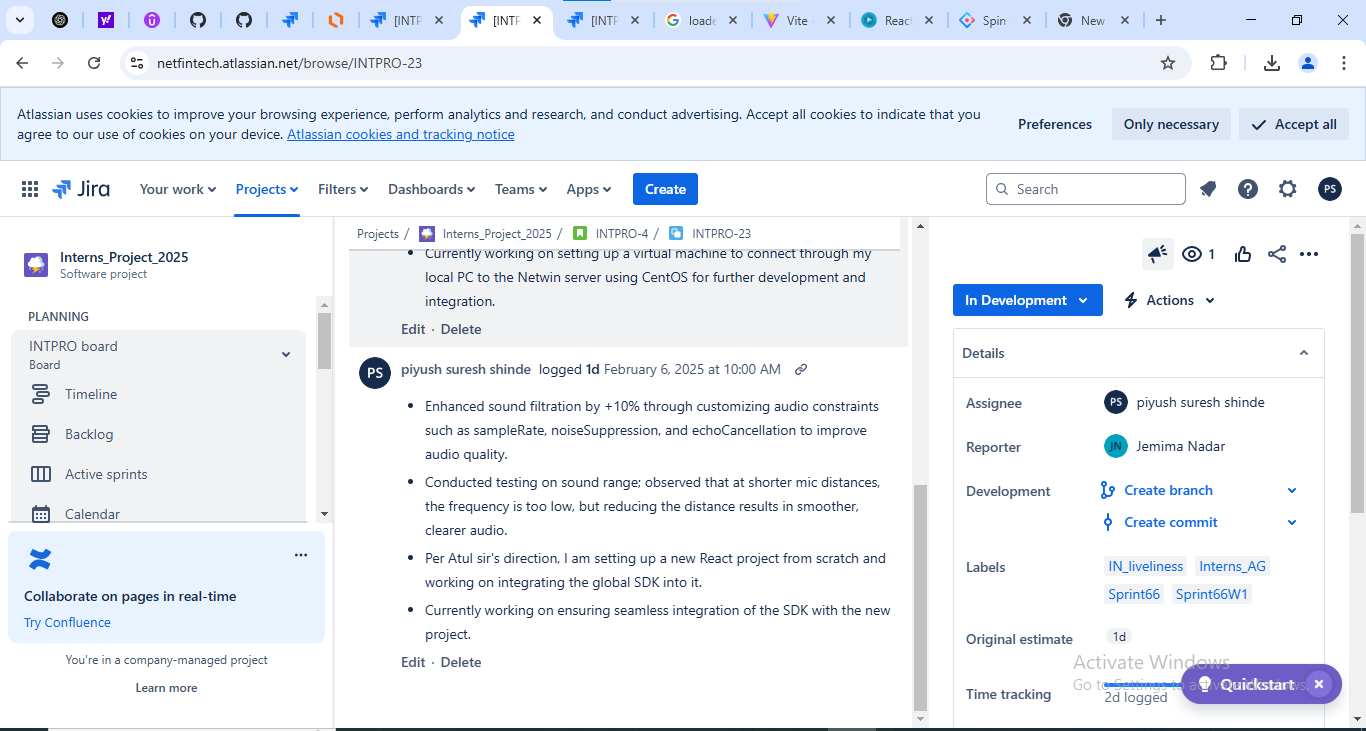 [INTF
[INTF
[INTF
loade
Vite
React
Spin
New
netfintech.atlassian.net/browse/INTPRO-23
Atlassian uses cookies to improve your browsing experience, perform analytics and research, and conduct advertising. Accept all cookies to indicate that you
agree to our use of cookies on your device. Atlassian cookies and tracking notice
Preferences
Only necessary
Accept all
Jira
Your work
Projects
Filters
Dashboards
Teams
Apps
Create
Search
PS
Interns_Project_2025
Software project
PLANNING
INTPRO board
Board
Timeline
Backlog
Active sprints
Calendar
Collaborate on pages in real-time
Try Confluence
You're in a company-managed project
Learn more
Projects / Interns_Project_2025 / INTPRO-4 / INTPRO-23
• Currently working on setting up a virtual machine to connect through my
local PC to the Netwin server using CentOS for further development and
integration.
Edit · Delete
PS
piyush suresh shinde logged 1d February 6, 2025 at 10:00 AM
• Enhanced sound filtration by +10% through customizing audio constraints
such as sampleRate, noiseSuppression, and echoCancellation to improve
audio quality.
• Conducted testing on sound range; observed that at shorter mic distances,
the frequency is too low, but reducing the distance results in smoother,
clearer audio.
• Per Atul sir's direction, I am setting up a new React project from scratch and
working on integrating the global SDK into it.
• Currently working on ensuring seamless integration of the SDK with the new
project.
Edit · Delete
1
In Development
Actions
Details
Assignee
PS piyush suresh shinde
Reporter
JN Jemima Nadar
Development
Create branch
Create commit
Labels
IN_liveliness Interns_AG
Sprint66 Sprint66W1
Original estimate
1d
Time tracking
2d logged
Activate Windows
Go to Settings to activate Windows.
Quickstart